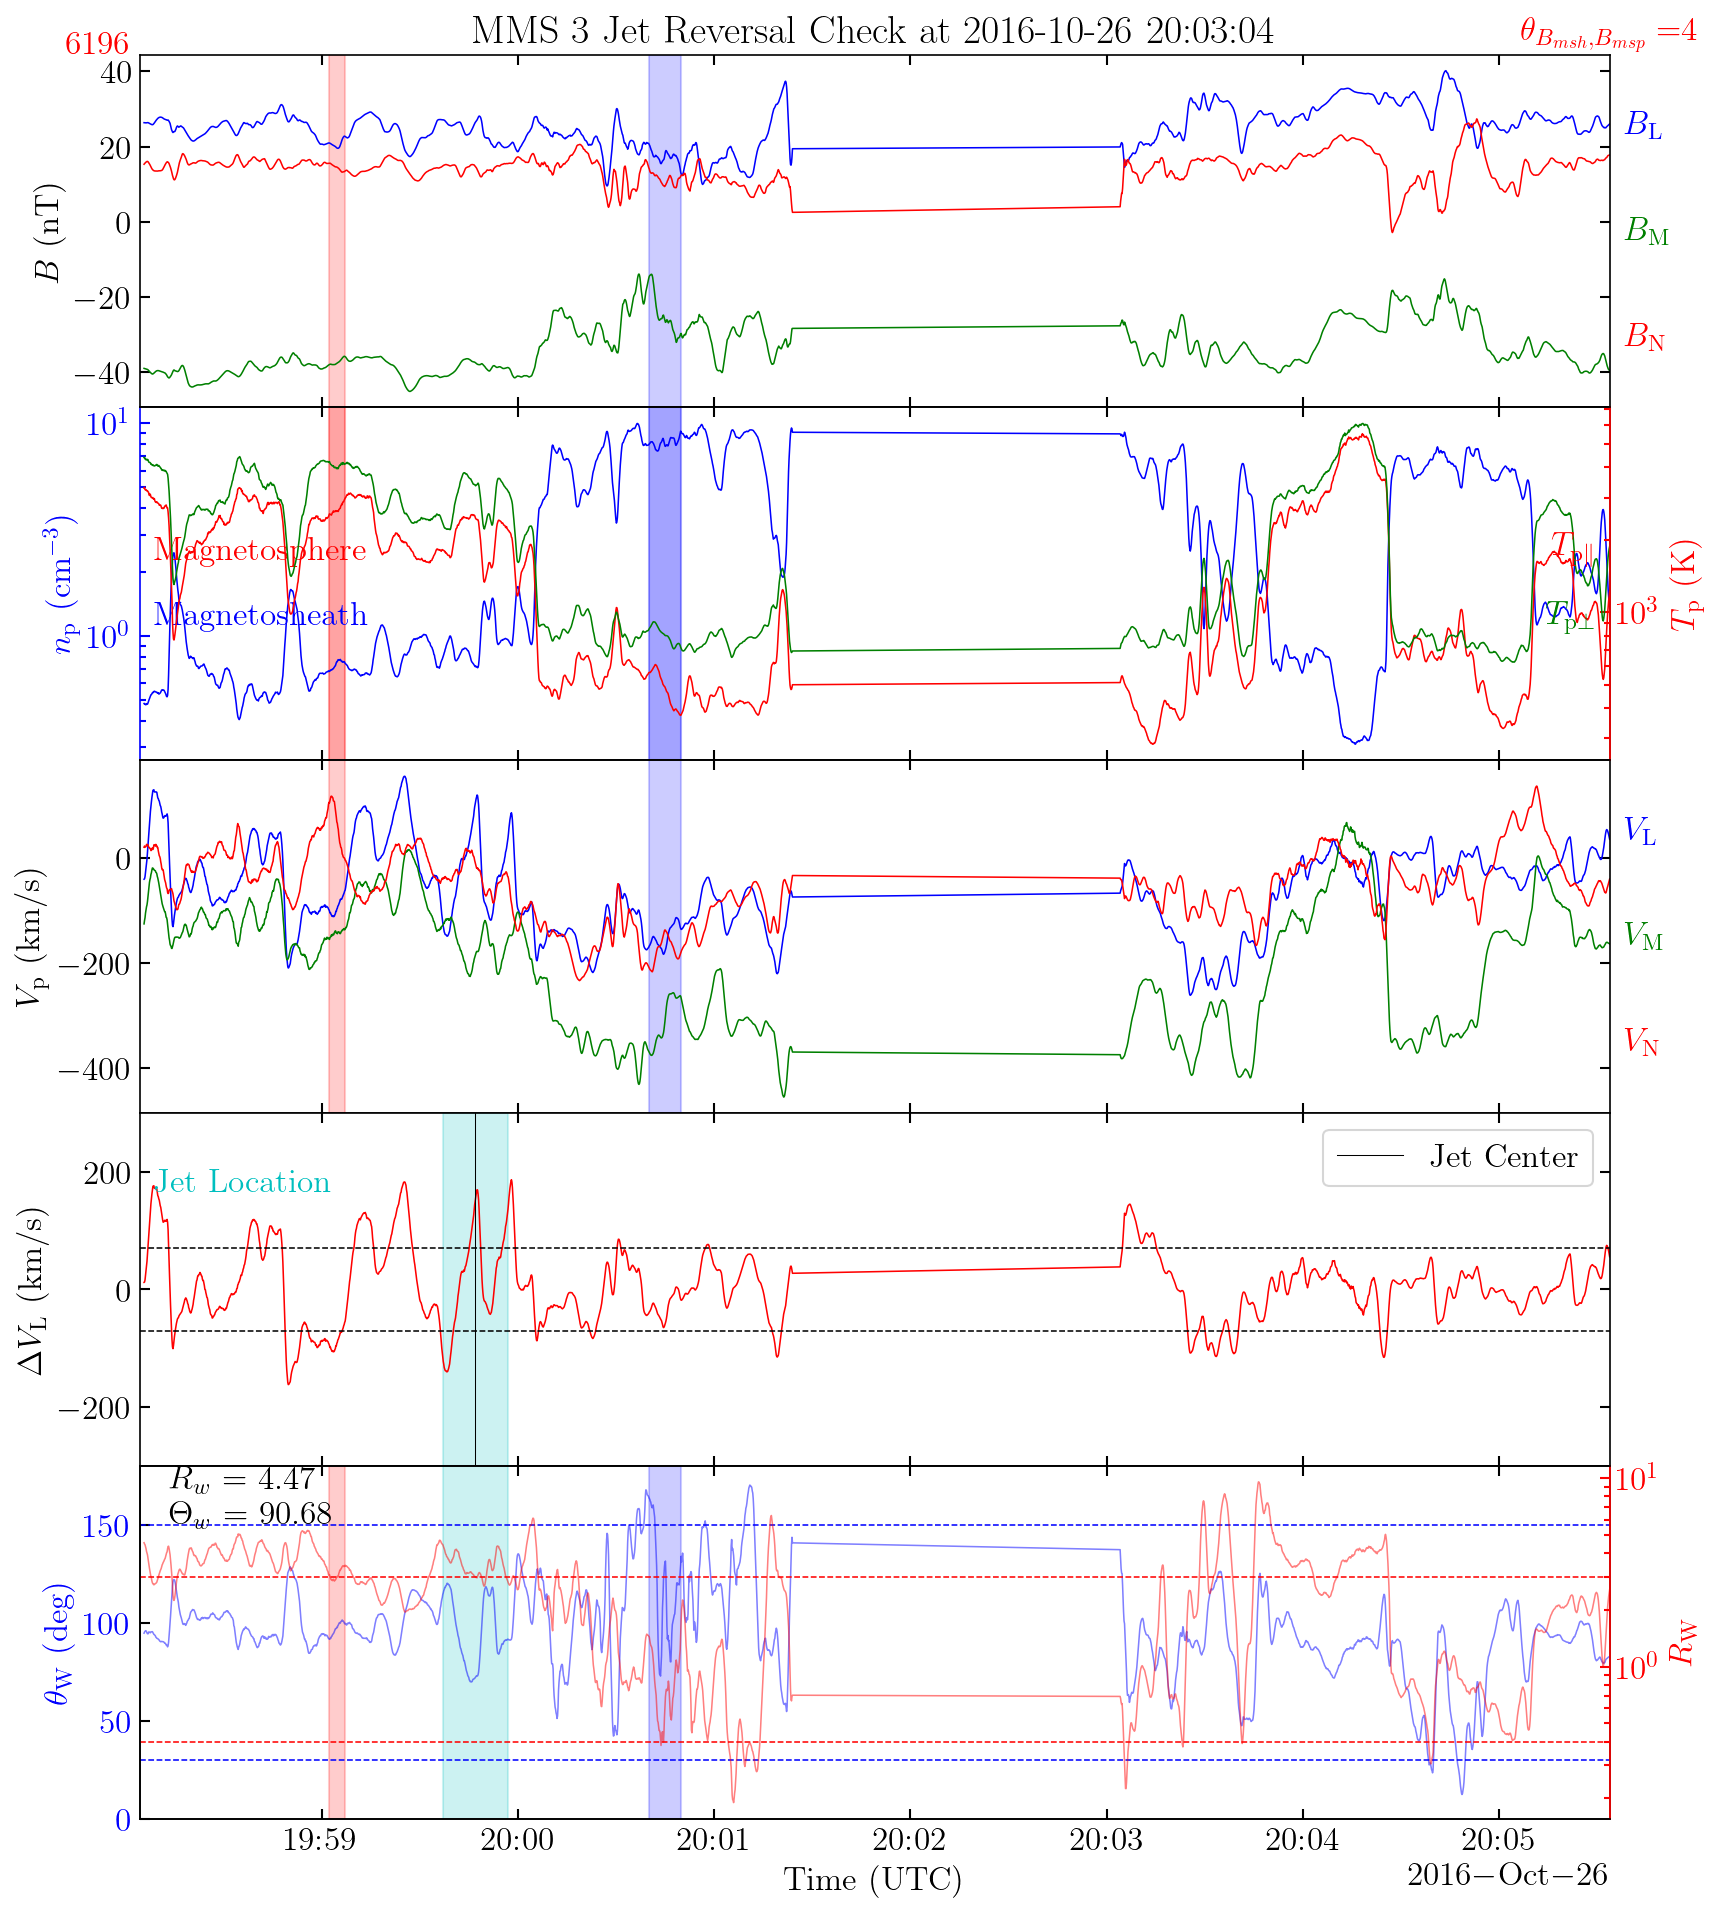 MMS 3 Jet Reversal Check at 2016-10-26 20:03:04
6196
θ_{B_{msh},B_{msp}} =4
40
20
0
−20
−40
B (nT)
B_L
B_M
B_N
10^1
10^0
n_p (cm^{−3})
Magnetosphere
Magnetosheath
T_{p∥}
T_{p⊥}
10^3
T_p (K)
0
−200
−400
V_p (km/s)
V_L
V_M
V_N
200
0
−200
ΔV_L (km/s)
Jet Location
Jet Center
R_w = 4.47
Θ_w = 90.68
150
100
50
0
θ_W (deg)
10^1
10^0
R_W
19:59
20:00
20:01
20:02
20:03
20:04
20:05
Time (UTC)
2016−Oct−26